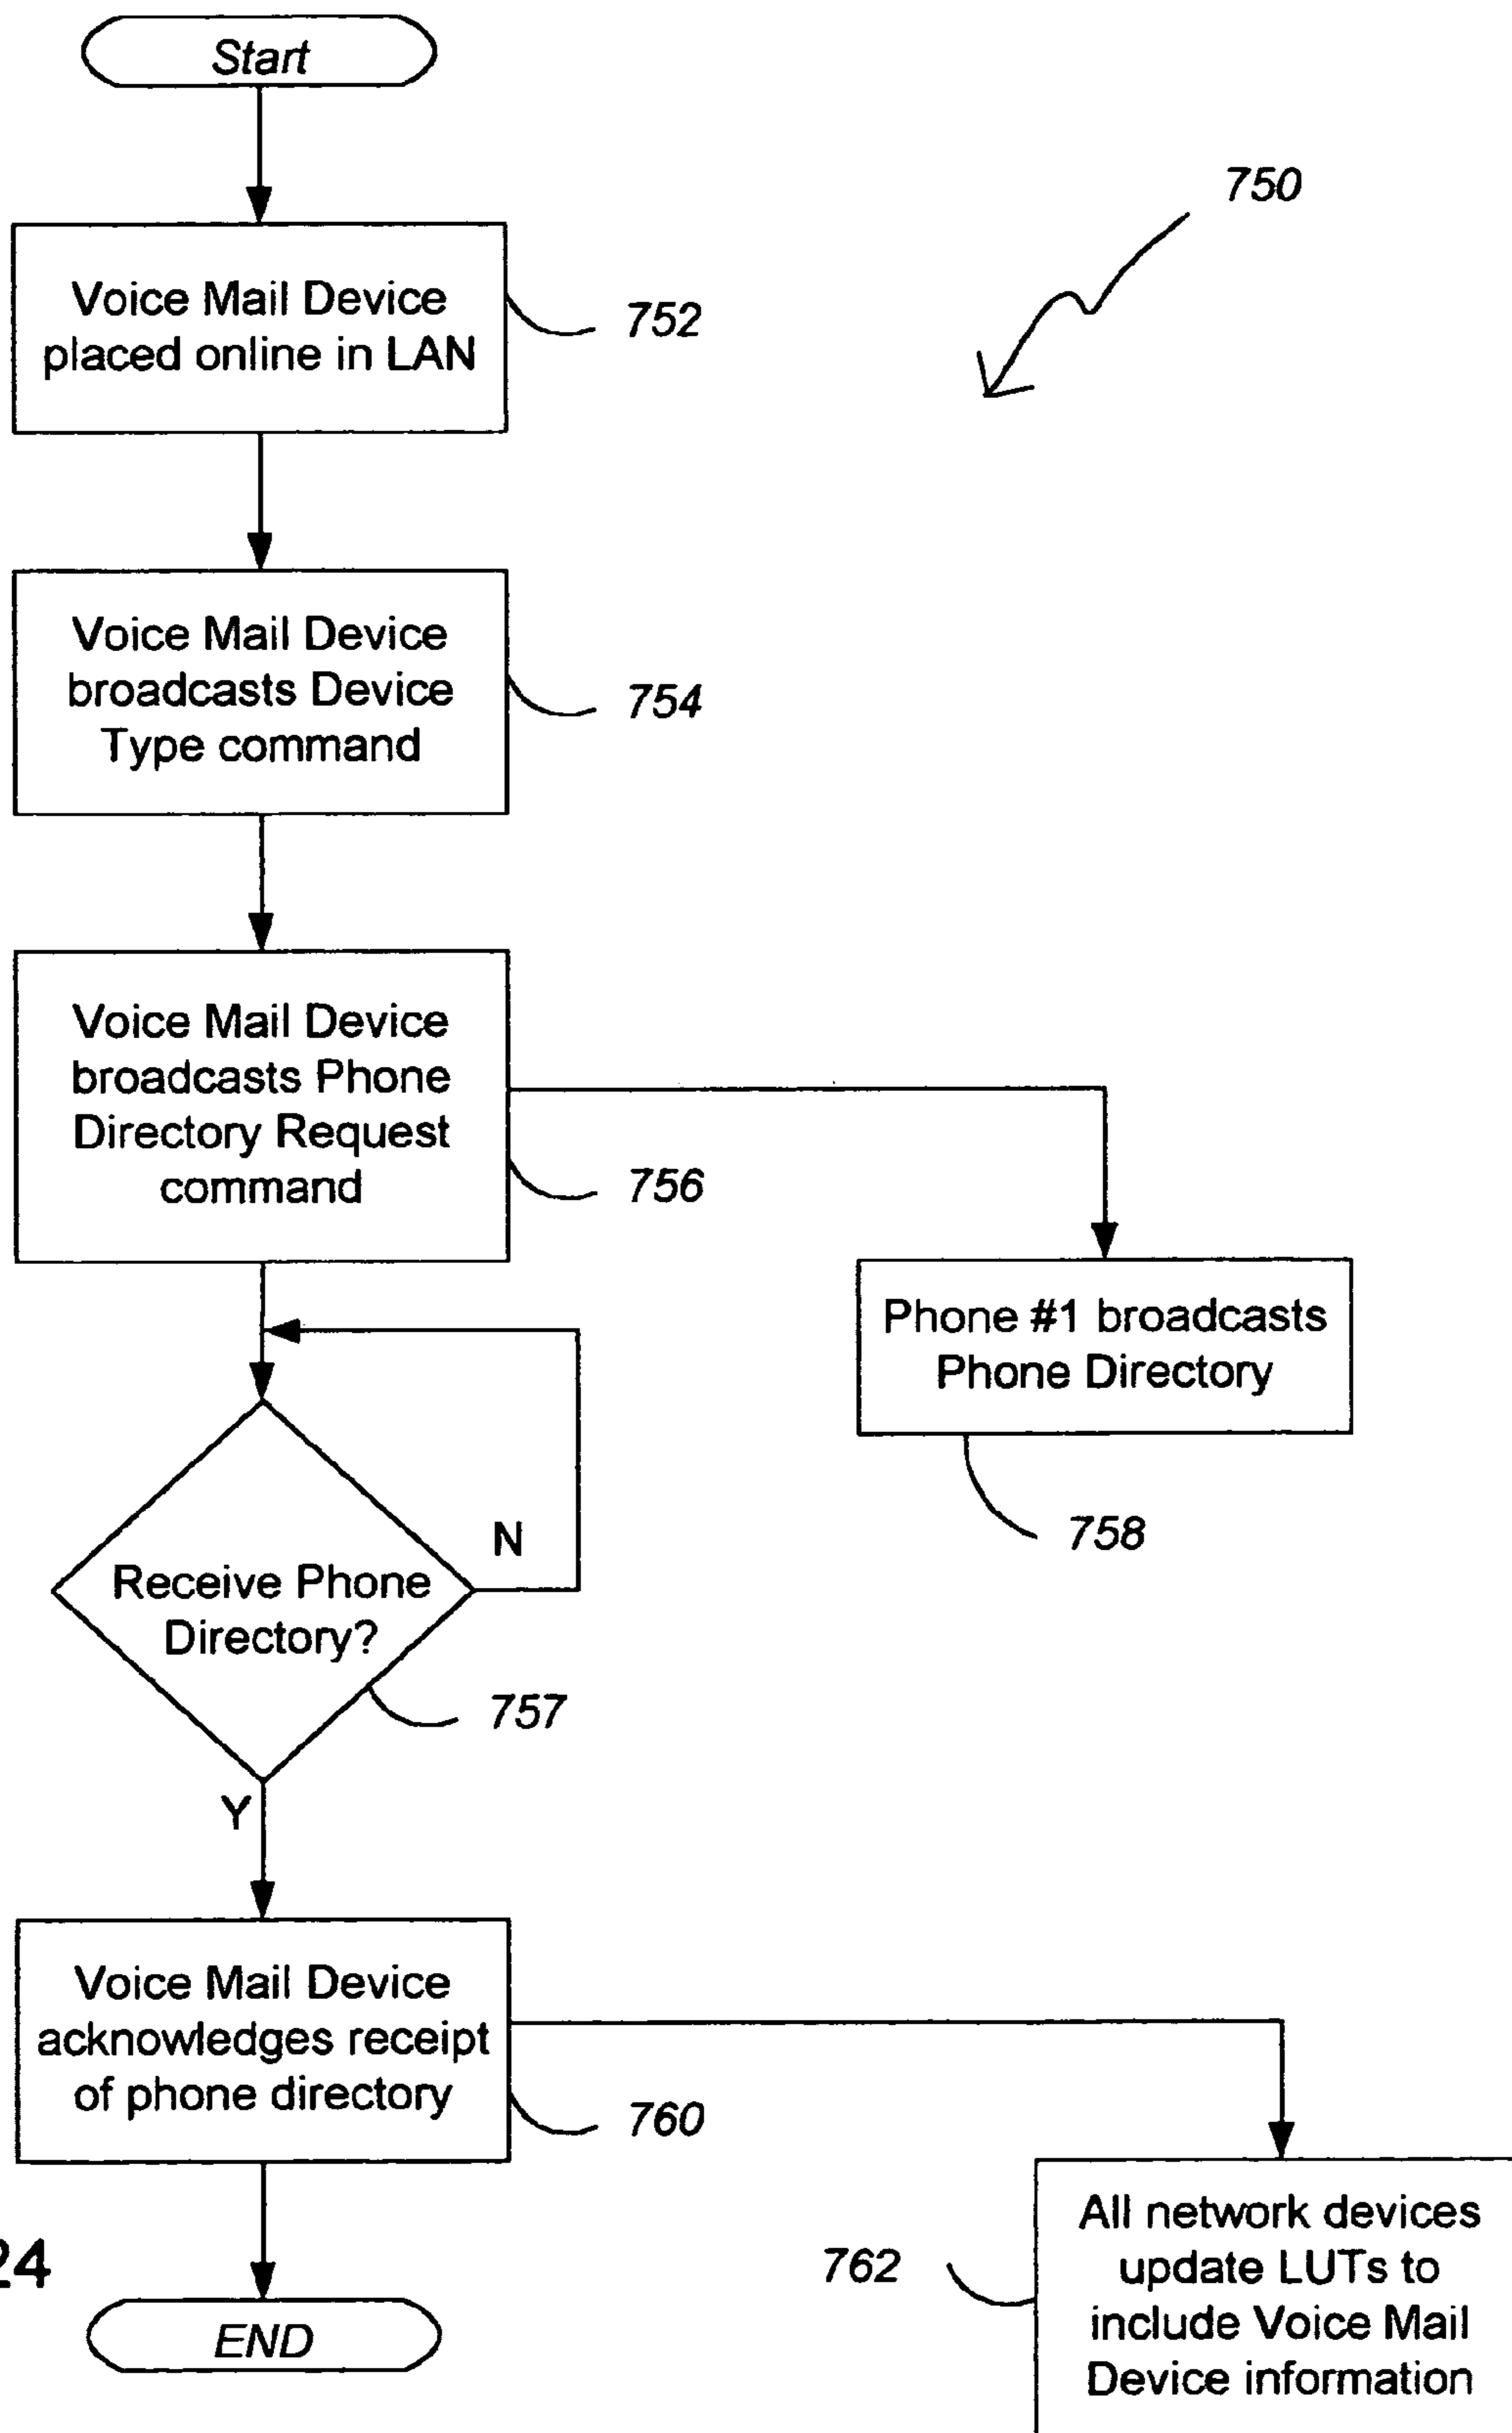 Start
750
Voice Mail Device
placed online in LAN
752
Voice Mail Device
broadcasts Device
Type command
754
Voice Mail Device
broadcasts Phone
Directory Request
command
756
Phone #1 broadcasts
Phone Directory
758
N
Receive Phone
Directory?
757
Y
Voice Mail Device
acknowledges receipt
of phone directory
760
All network devices
update LUTs to
include Voice Mail
Device information
762
24
END